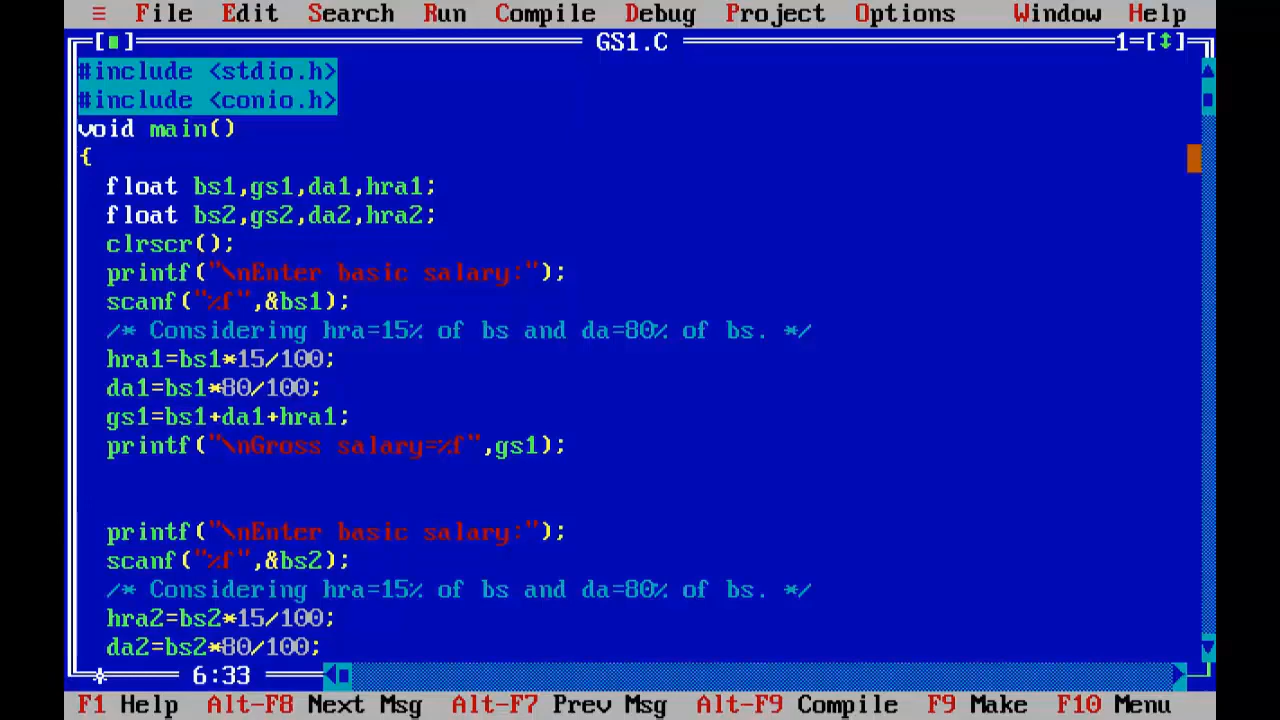 ≡ File Edit Search Run Compile Debug Project Options Window Help
[■] GS1.C 1=[↕]
#include <stdio.h>
#include <conio.h>
void main()
{
  float bs1,gs1,da1,hra1;
  float bs2,gs2,da2,hra2;
  clrscr();
  printf("\nEnter basic salary:");
  scanf("%f",&bs1);
  /* Considering hra=15% of bs and da=80% of bs. */
  hra1=bs1*15/100;
  da1=bs1*80/100;
  gs1=bs1+da1+hra1;
  printf("\nGross salary=%f",gs1);
  printf("\nEnter basic salary:");
  scanf("%f",&bs2);
  /* Considering hra=15% of bs and da=80% of bs. */
  hra2=bs2*15/100;
  da2=bs2*80/100;
6:33
F1 Help Alt-F8 Next Msg Alt-F7 Prev Msg Alt-F9 Compile F9 Make F10 Menu